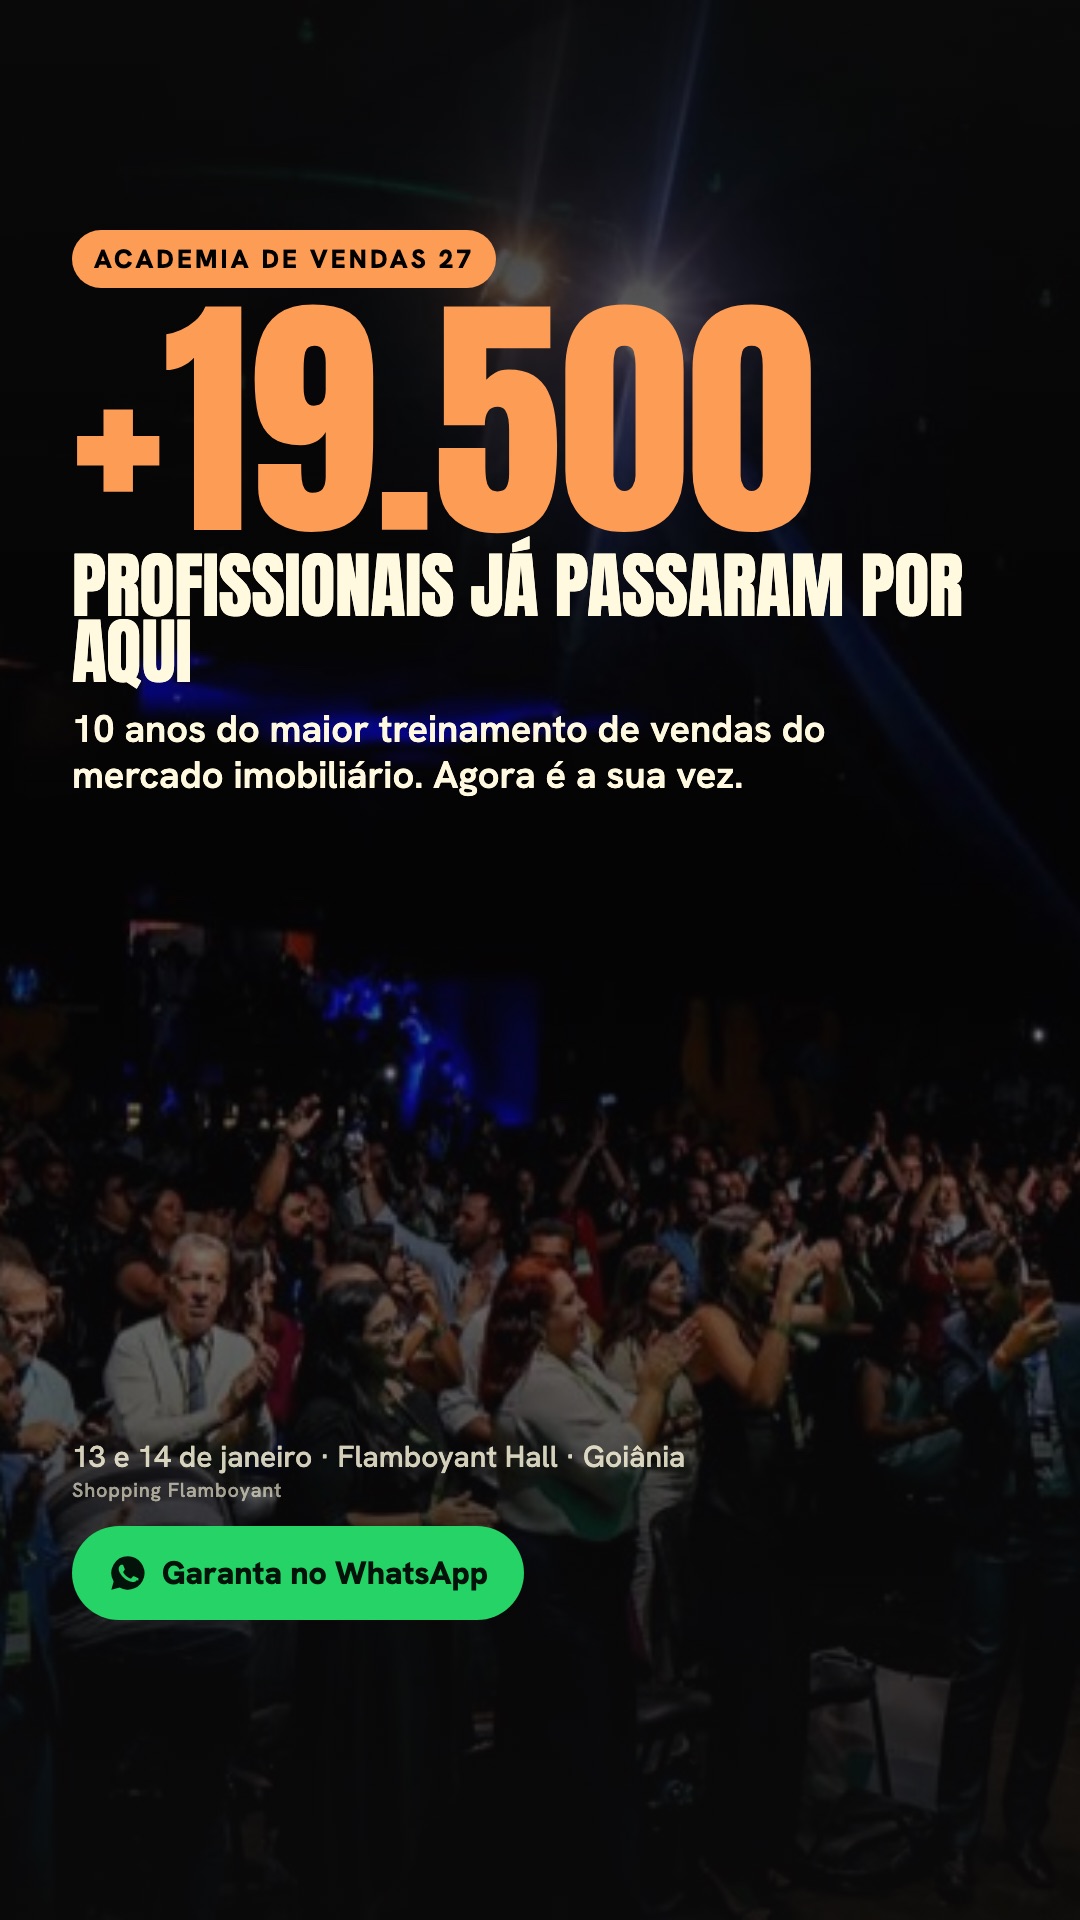 ACADEMIA DE VENDAS 27
+19.500
PROFISSIONAIS JÁ PASSARAM POR
AQUI
10 anos do maior treinamento de vendas do
mercado imobiliário. Agora é a sua vez.
13 e 14 de janeiro · Flamboyant Hall · Goiânia
Shopping Flamboyant
Garanta no WhatsApp